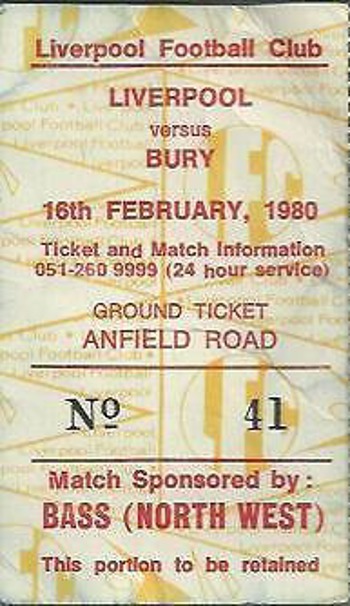 Liverpool Football Club
LIVERPOOL
versus
BURY
16th FEBRUARY, 1980
Ticket and Match Information
051-260 9999 (24 hour service)
GROUND TICKET
ANFIELD ROAD
Nº 41
Match Sponsored by :
BASS (NORTH WEST)
This portion to be retained